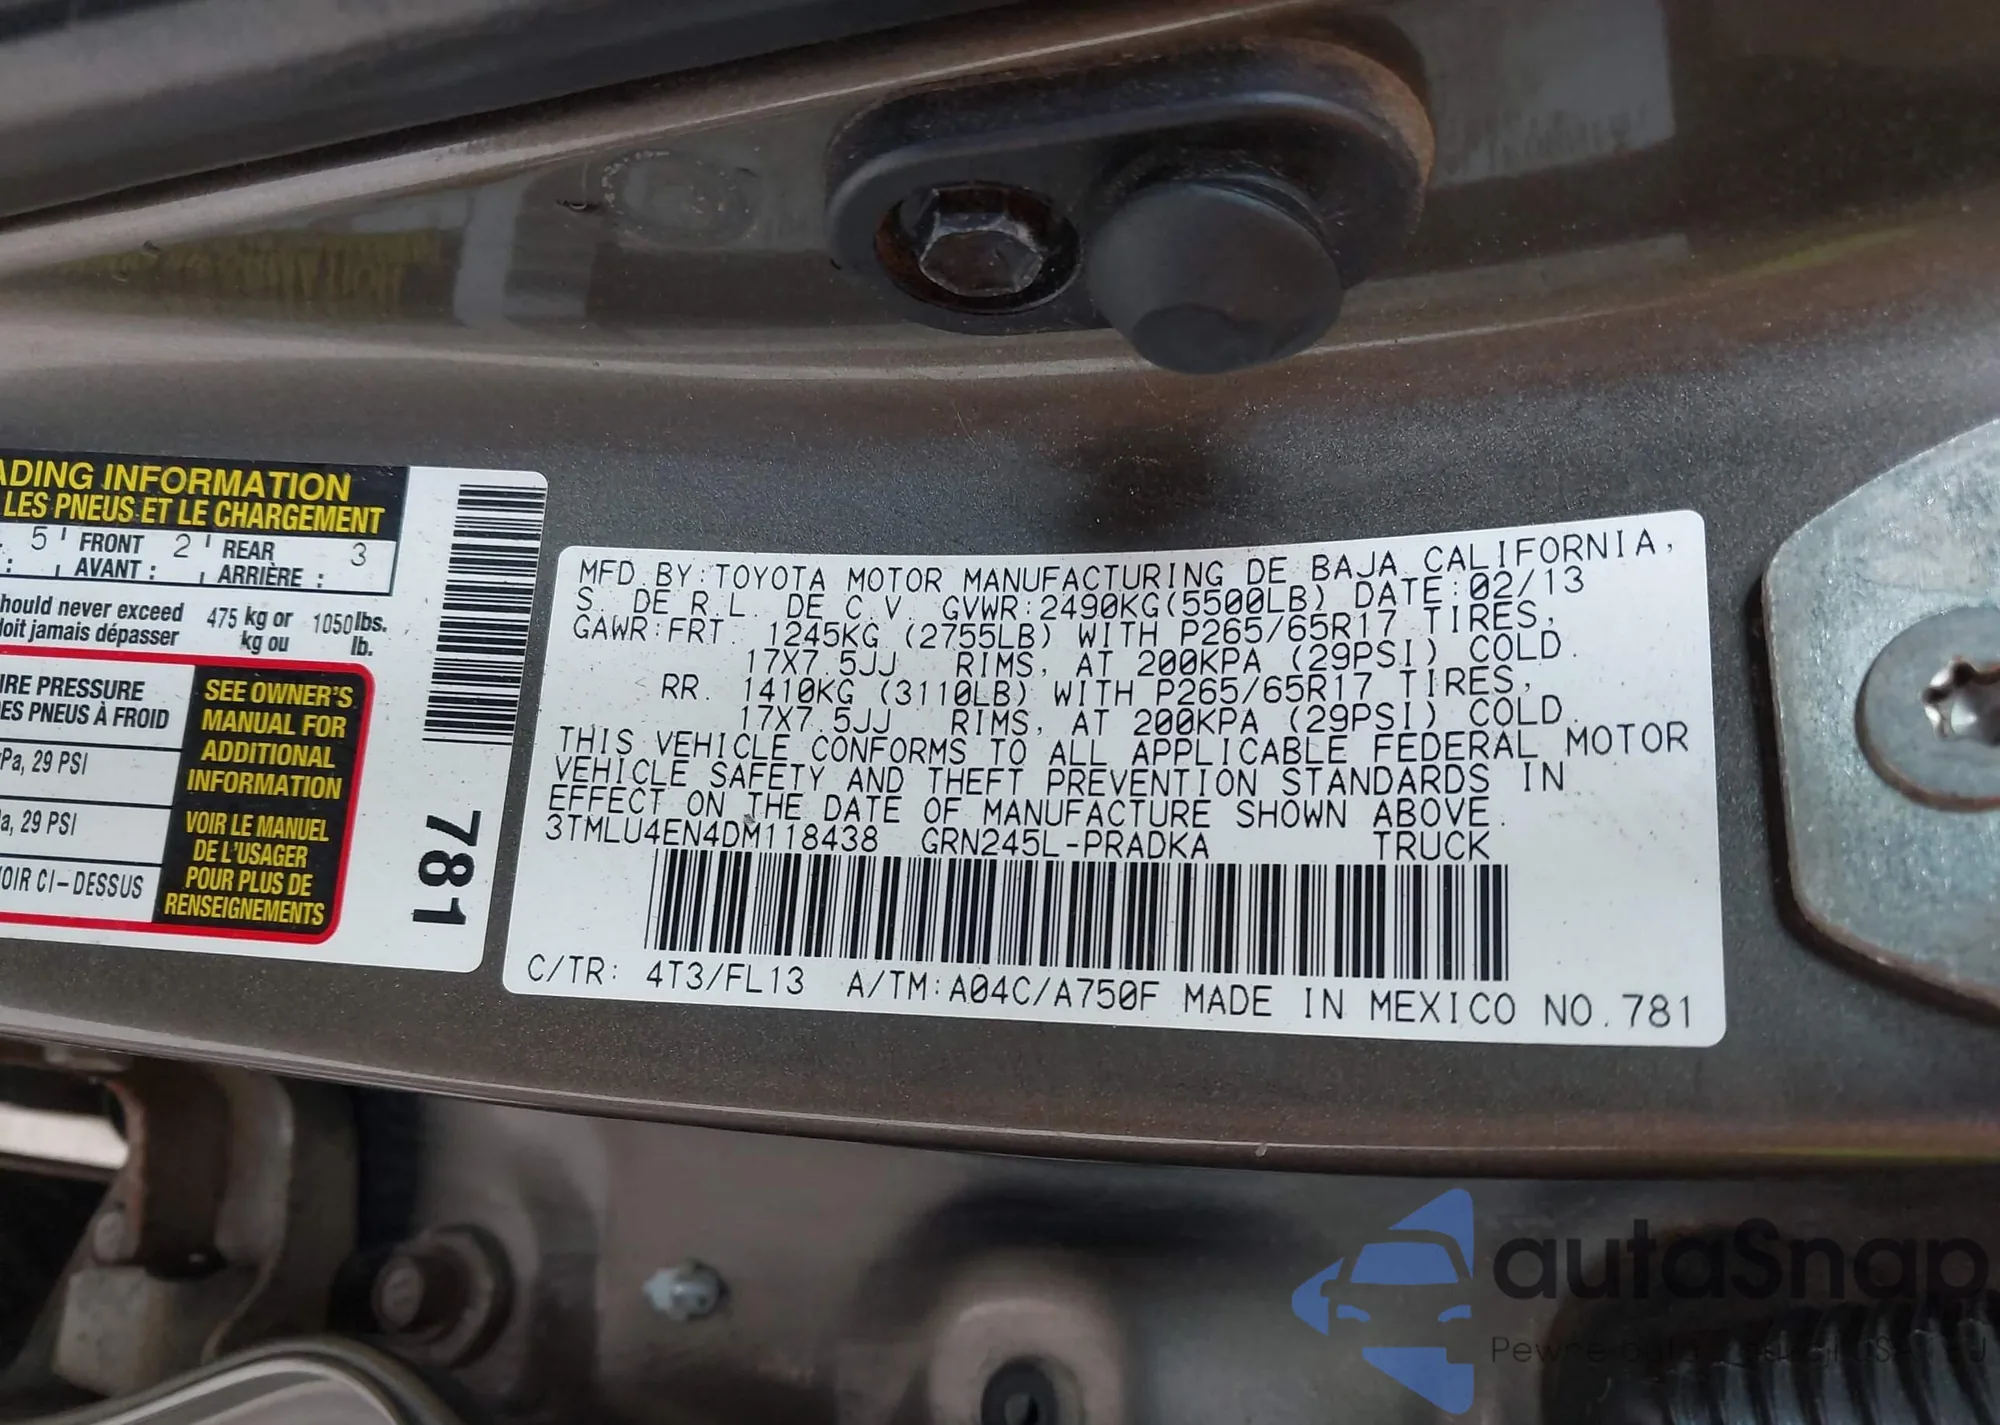 ADING INFORMATION
LES PNEUS ET LE CHARGEMENT
5 FRONT 2 REAR 3
: AVANT : ARRIÈRE :
hould never exceed 475 kg or 1050 lbs.
doit jamais dépasser kg ou lb.
IRE PRESSURE
DES PNEUS À FROID
kPa, 29 PSI
a, 29 PSI
OIR CI-DESSUS
SEE OWNER'S
MANUAL FOR
ADDITIONAL
INFORMATION
VOIR LE MANUEL
DE L'USAGER
POUR PLUS DE
RENSEIGNEMENTS
781
MFD. BY: TOYOTA MOTOR MANUFACTURING DE BAJA CALIFORNIA,
S. DE R.L. DE C.V. GVWR:2490KG(5500LB) DATE:02/13
GAWR:FRT. 1245KG (2755LB) WITH P265/65R17 TIRES,
17X7.5JJ RIMS, AT 200KPA (29PSI) COLD.
RR. 1410KG (3110LB) WITH P265/65R17 TIRES,
17X7.5JJ RIMS, AT 200KPA (29PSI) COLD.
THIS VEHICLE CONFORMS TO ALL APPLICABLE FEDERAL MOTOR
VEHICLE SAFETY AND THEFT PREVENTION STANDARDS IN
EFFECT ON THE DATE OF MANUFACTURE SHOWN ABOVE.
3TMLU4EN4DM118438 GRN245L-PRADKA TRUCK
C/TR: 4T3/FL13 A/TM:A04C/A750F MADE IN MEXICO NO.781
autaSnap
Pewne auta